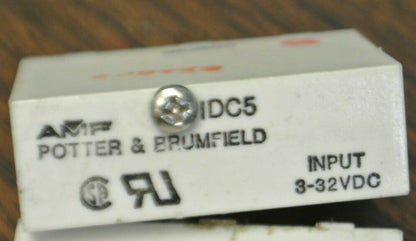 AMF IDC5
POTTER & BRUMFIELD
INPUT
3-32VDC